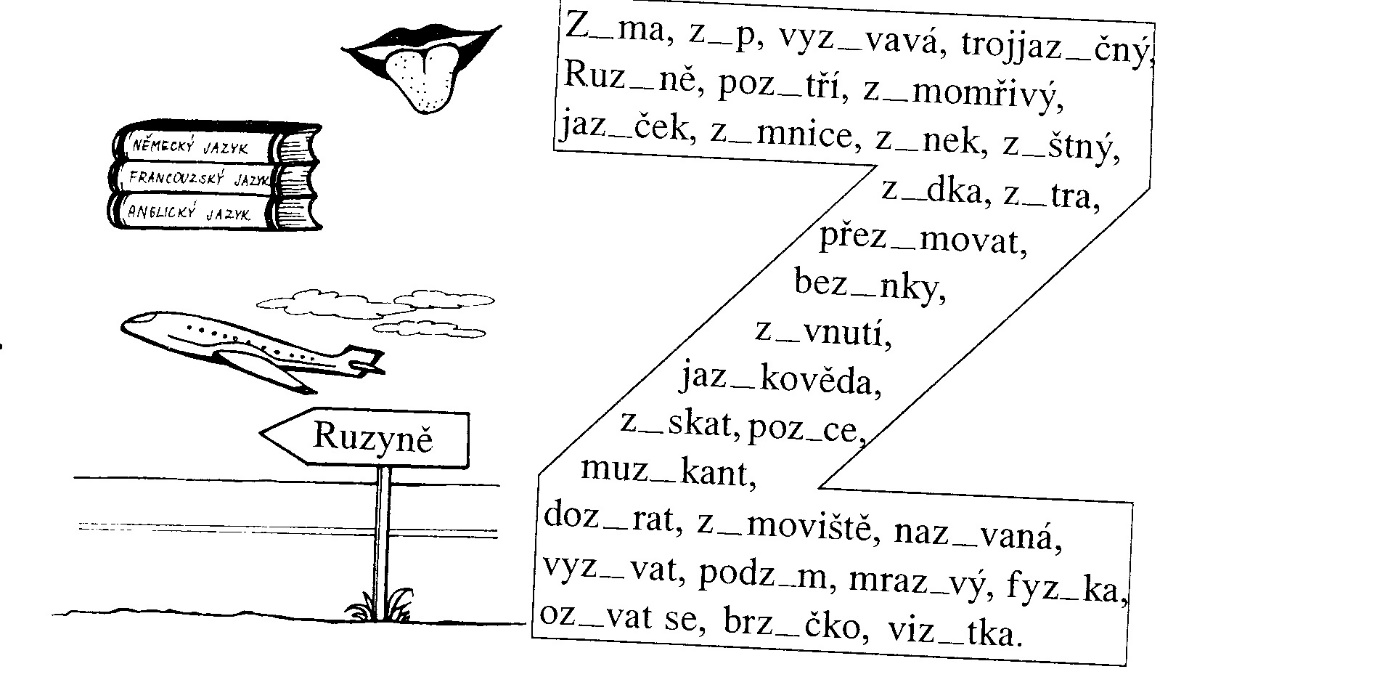 Z_ma, z_p, vyz_vavá, trojjaz_čný,
Ruz_ně, poz_tří, z_momřivý,
jaz_ček, z_mnice, z_nek, z_štný,
z_dka, z_tra,
přez_movat,
bez_nky,
z_vnutí,
jaz_kověda,
z_skat, poz_ce,
muz_kant,
doz_rat, z_moviště, naz_vaná,
vyz_vat, podz_m, mraz_vý, fyz_ka,
oz_vat se, brz_čko, viz_tka.
NĚMECKÝ JAZYK
FRANCOUZSKÝ JAZYK
ANGLICKÝ JAZYK
Ruzyně